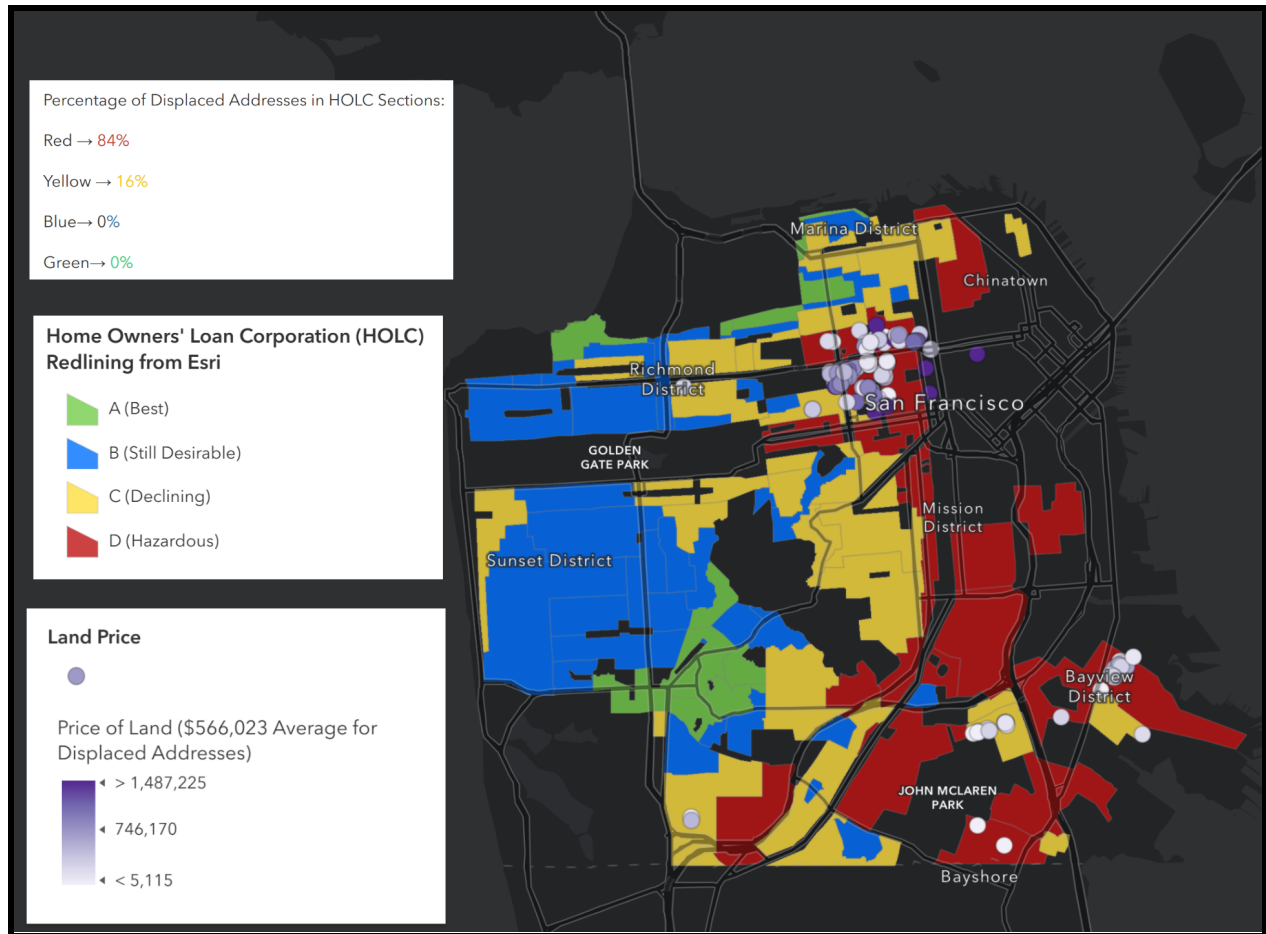 Percentage of Displaced Addresses in HOLC Sections:
Red → 84%
Yellow → 16%
Blue→ 0%
Green→ 0%
Home Owners' Loan Corporation (HOLC)
Redlining from Esri
A (Best)
B (Still Desirable)
C (Declining)
D (Hazardous)
Land Price
Price of Land ($566,023 Average for
Displaced Addresses)
> 1,487,225
746,170
< 5,115
Marina District
Chinatown
Richmond
District
San Francisco
GOLDEN
GATE PARK
Mission
District
Sunset District
Bayview
District
JOHN MCLAREN
PARK
Bayshore